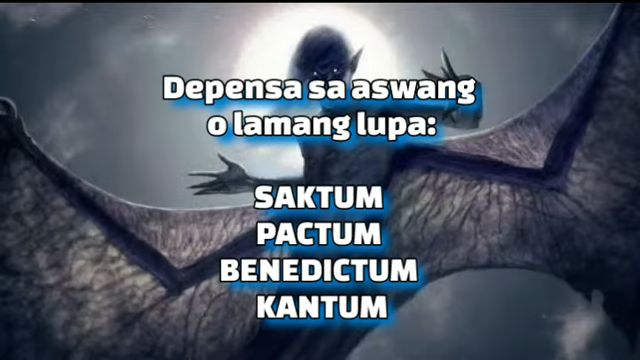 Depensa sa aswang
o lamang lupa:
SAKTUM
PACTUM
BENEDICTUM
KANTUM